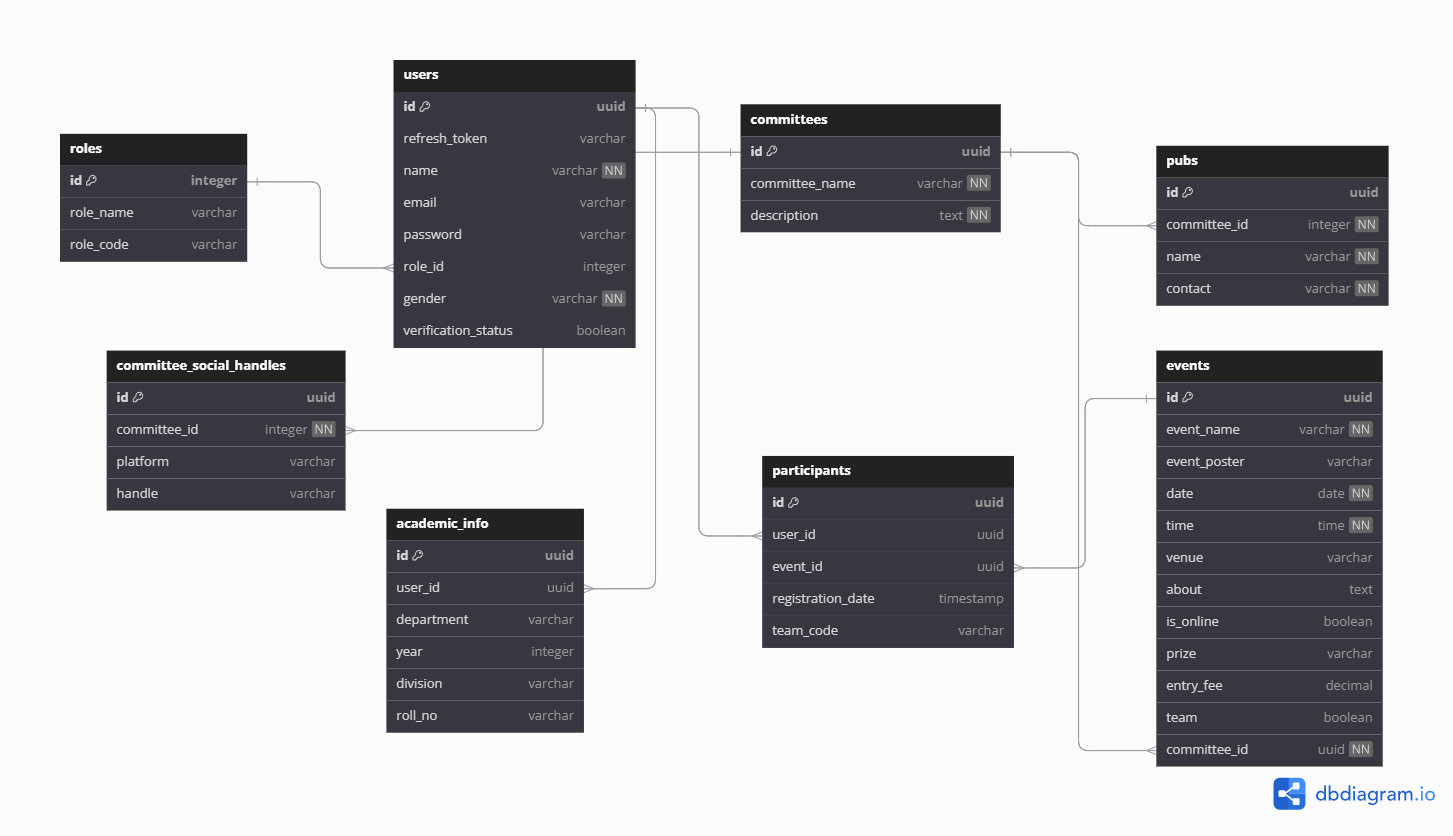 users
id uuid
refresh_token varchar
name varchar NN
email varchar
password varchar
role_id integer
gender varchar NN
verification_status boolean
roles
id integer
role_name varchar
role_code varchar
committees
id uuid
committee_name varchar NN
description text NN
pubs
id uuid
committee_id integer NN
name varchar NN
contact varchar NN
committee_social_handles
id uuid
committee_id integer NN
platform varchar
handle varchar
events
id uuid
event_name varchar NN
event_poster varchar
date date NN
time time NN
venue varchar
about text
is_online boolean
prize varchar
entry_fee decimal
team boolean
committee_id uuid NN
participants
id uuid
user_id uuid
event_id uuid
registration_date timestamp
team_code varchar
academic_info
id uuid
user_id uuid
department varchar
year integer
division varchar
roll_no varchar
dbdiagram.io